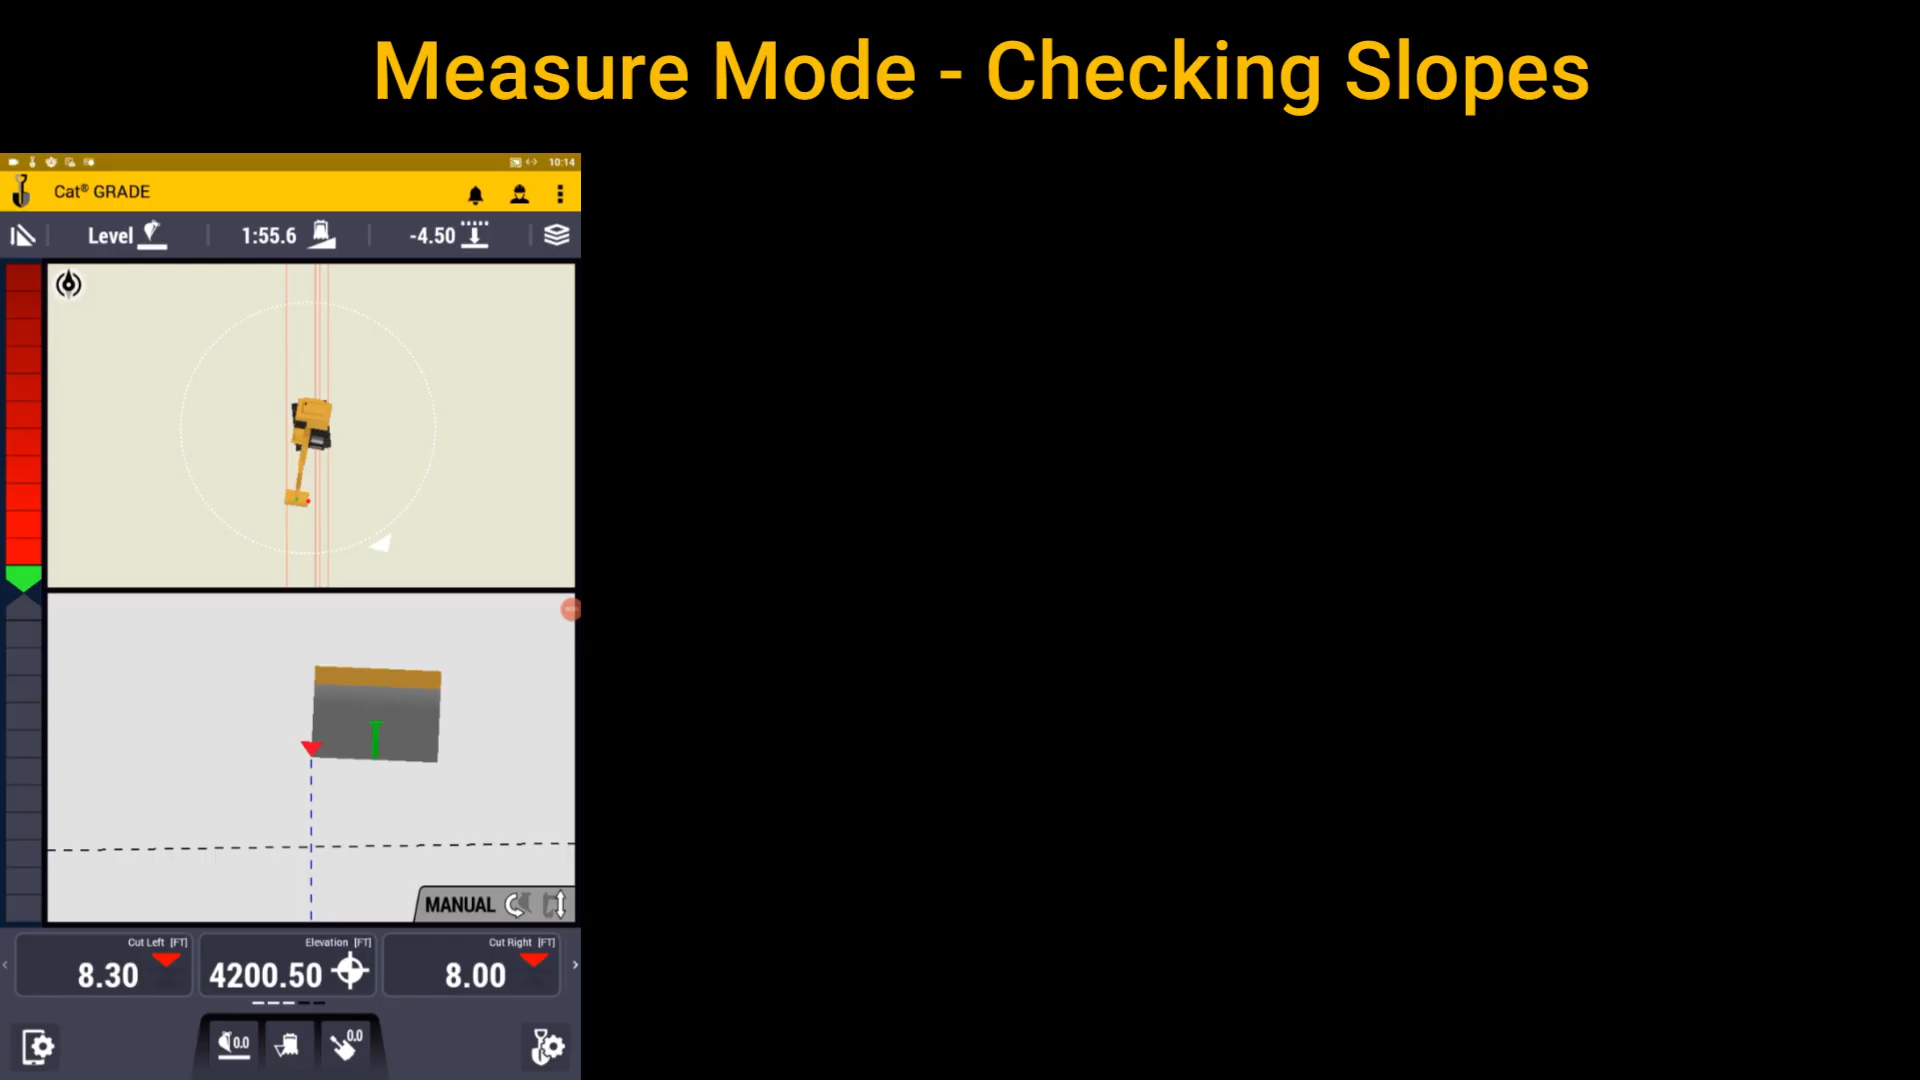 Measure Mode - Checking Slopes
10:14
Cat® GRADE
Level 1:55.6 -4.50
MANUAL
Cut Left [FT] Elevation [FT] Cut Right [FT]
8.30 4200.50 8.00
0.0 0.0